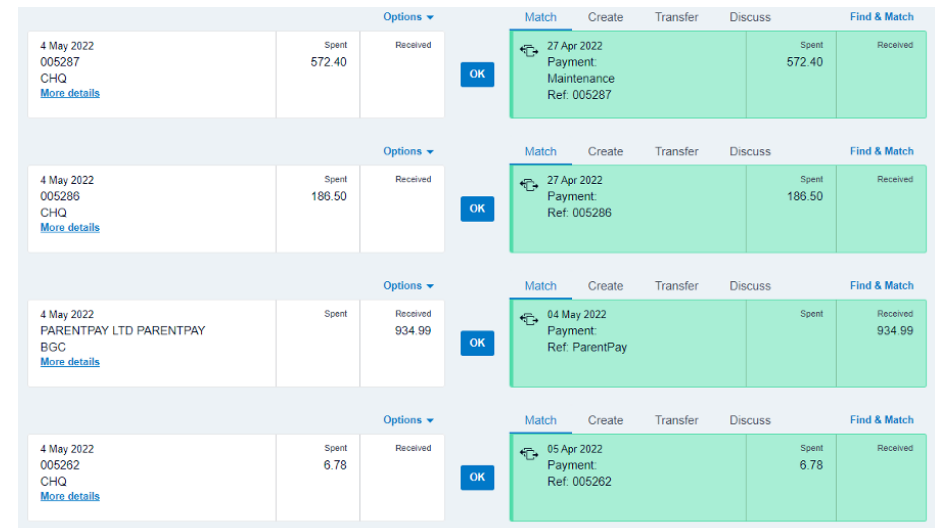 Options Match Create Transfer Discuss Find & Match
4 May 2022 Spent Received 27 Apr 2022 Spent Received
005287 572.40 Payment: 572.40
CHQ OK Maintenance
More details Ref: 005287
Options Match Create Transfer Discuss Find & Match
4 May 2022 Spent Received 27 Apr 2022 Spent Received
005286 186.50 Payment: 186.50
CHQ OK Ref: 005286
More details
Options Match Create Transfer Discuss Find & Match
4 May 2022 Spent Received 04 May 2022 Spent Received
PARENTPAY LTD PARENTPAY 934.99 Payment: 934.99
BGC OK Ref: ParentPay
More details
Options Match Create Transfer Discuss Find & Match
4 May 2022 Spent Received 05 Apr 2022 Spent Received
005262 6.78 Payment: 6.78
CHQ OK Ref: 005262
More details